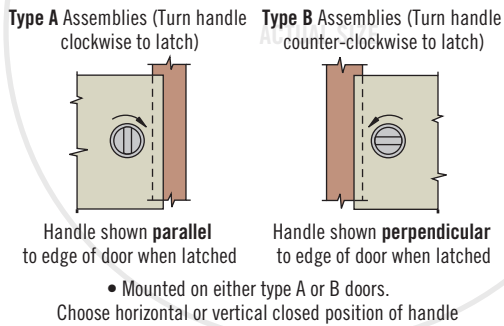 Type A Assemblies (Turn handle clockwise to latch)
Type B Assemblies (Turn handle counter-clockwise to latch)
ACTUAL SIZE
Handle shown parallel
to edge of door when latched
Handle shown perpendicular
to edge of door when latched
• Mounted on either type A or B doors.
Choose horizontal or vertical closed position of handle